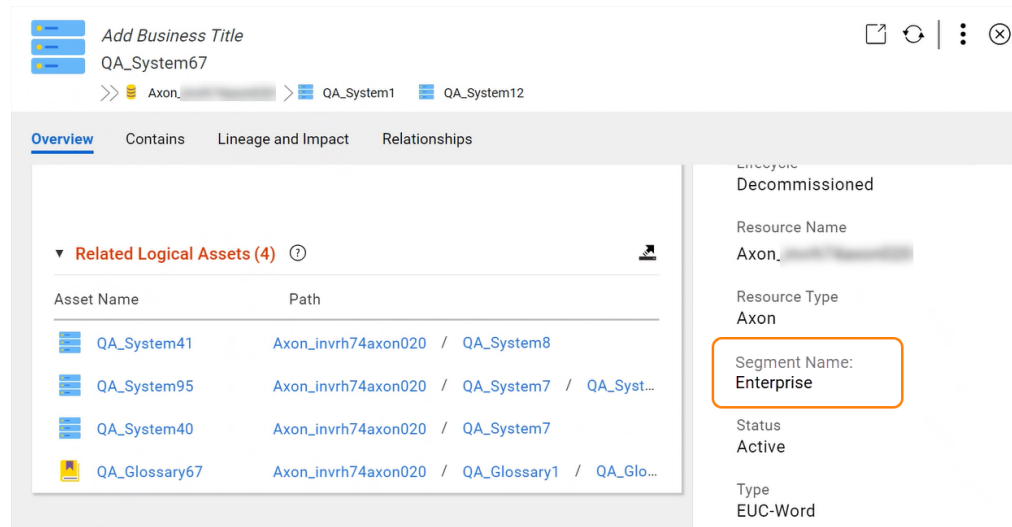 Add Business Title
QA_System67
Axon_ QA_System1 QA_System12
Overview Contains Lineage and Impact Relationships
Related Logical Assets (4)
Asset Name Path
QA_System41 Axon_invrh74axon020 / QA_System8
QA_System95 Axon_invrh74axon020 / QA_System7 / QA_Syst...
QA_System40 Axon_invrh74axon020 / QA_System7
QA_Glossary67 Axon_invrh74axon020 / QA_Glossary1 / QA_Glo...
Lifecycle
Decommissioned
Resource Name
Axon_
Resource Type
Axon
Segment Name:
Enterprise
Status
Active
Type
EUC-Word